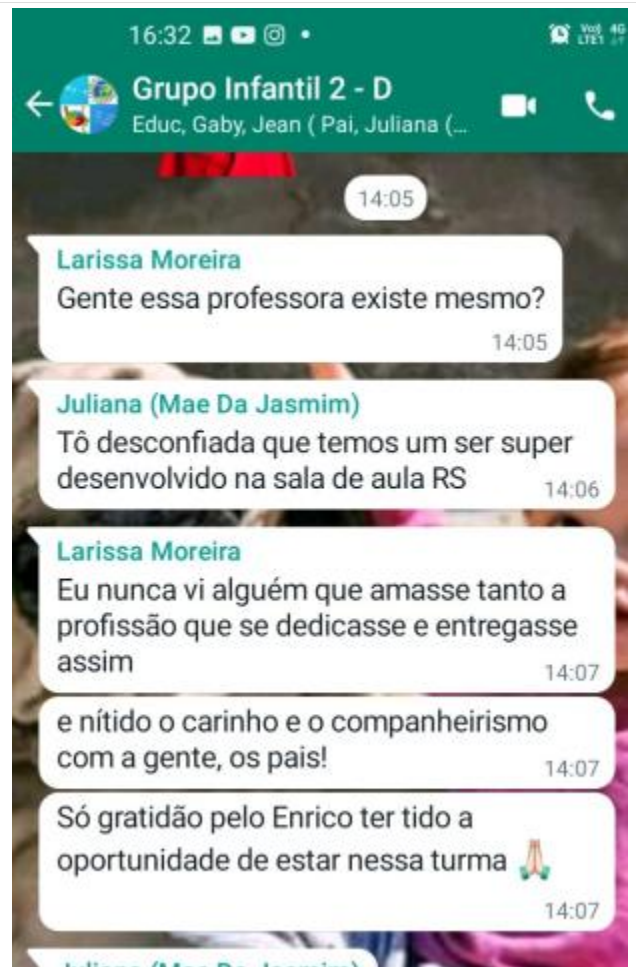 16:32
Voj 4G
LTE1
Grupo Infantil 2 - D
Educ, Gaby, Jean ( Pai, Juliana (...
14:05
Larissa Moreira
Gente essa professora existe mesmo?
14:05
Juliana (Mae Da Jasmim)
Tô desconfiada que temos um ser super
desenvolvido na sala de aula RS
14:06
Larissa Moreira
Eu nunca vi alguém que amasse tanto a
profissão que se dedicasse e entregasse
assim
14:07
e nítido o carinho e o companheirismo
com a gente, os pais!
14:07
Só gratidão pelo Enrico ter tido a
oportunidade de estar nessa turma 🙏🏻
14:07